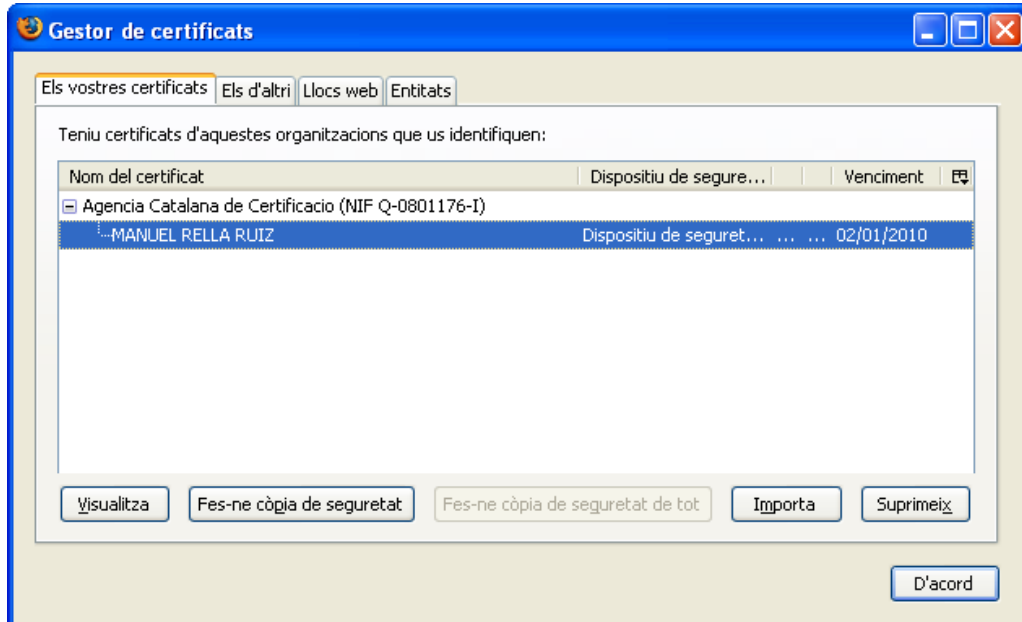 Gestor de certificats
Els vostres certificats Els d'altri Llocs web Entitats
Teniu certificats d'aquestes organitzacions que us identifiquen:
Nom del certificat Dispositiu de segure... Venciment
Agencia Catalana de Certificacio (NIF Q-0801176-I)
MANUEL RELLA RUIZ Dispositiu de seguret... ... ... 02/01/2010
Visualitza Fes-ne còpia de seguretat Fes-ne còpia de seguretat de tot Importa Suprimeix
D'acord